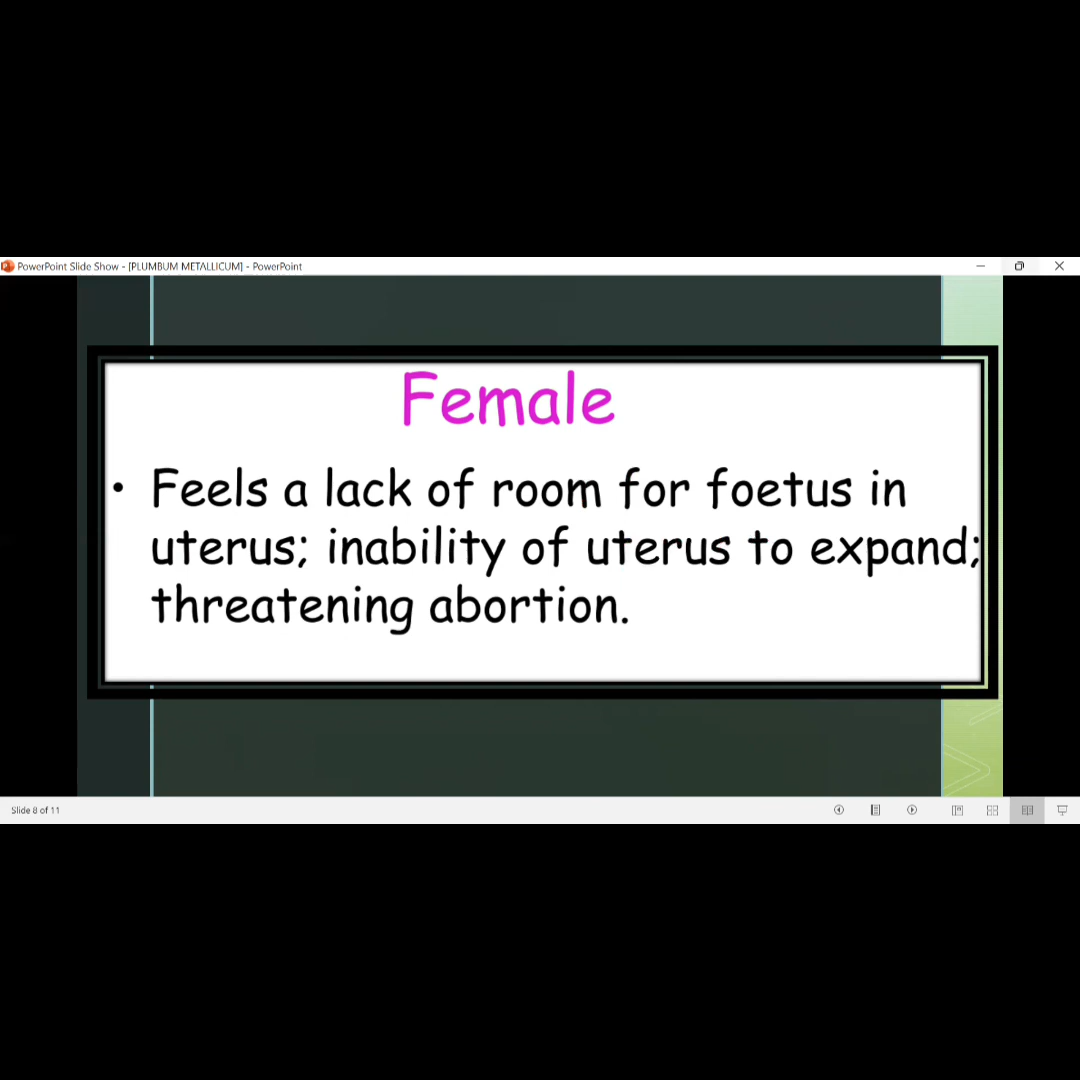 PowerPoint Slide Show - [PLUMBUM METALLICUM] - PowerPoint
Female
• Feels a lack of room for foetus in
uterus; inability of uterus to expand;
threatening abortion.
Slide 8 of 11